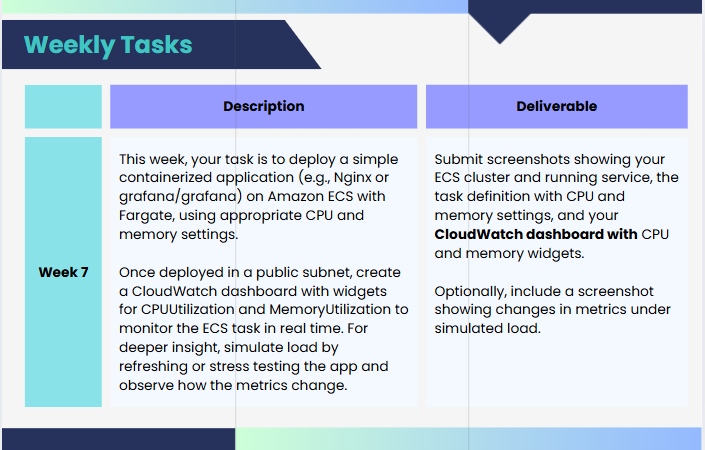 Weekly Tasks
Description
Deliverable
Week 7
This week, your task is to deploy a simple
containerized application (e.g., Nginx or
grafana/grafana) on Amazon ECS with
Fargate, using appropriate CPU and
memory settings.
Once deployed in a public subnet, create
a CloudWatch dashboard with widgets
for CPUUtilization and MemoryUtilization to
monitor the ECS task in real time. For
deeper insight, simulate load by
refreshing or stress testing the app and
observe how the metrics change.
Submit screenshots showing your
ECS cluster and running service, the
task definition with CPU and
memory settings, and your
CloudWatch dashboard with CPU
and memory widgets.
Optionally, include a screenshot
showing changes in metrics under
simulated load.